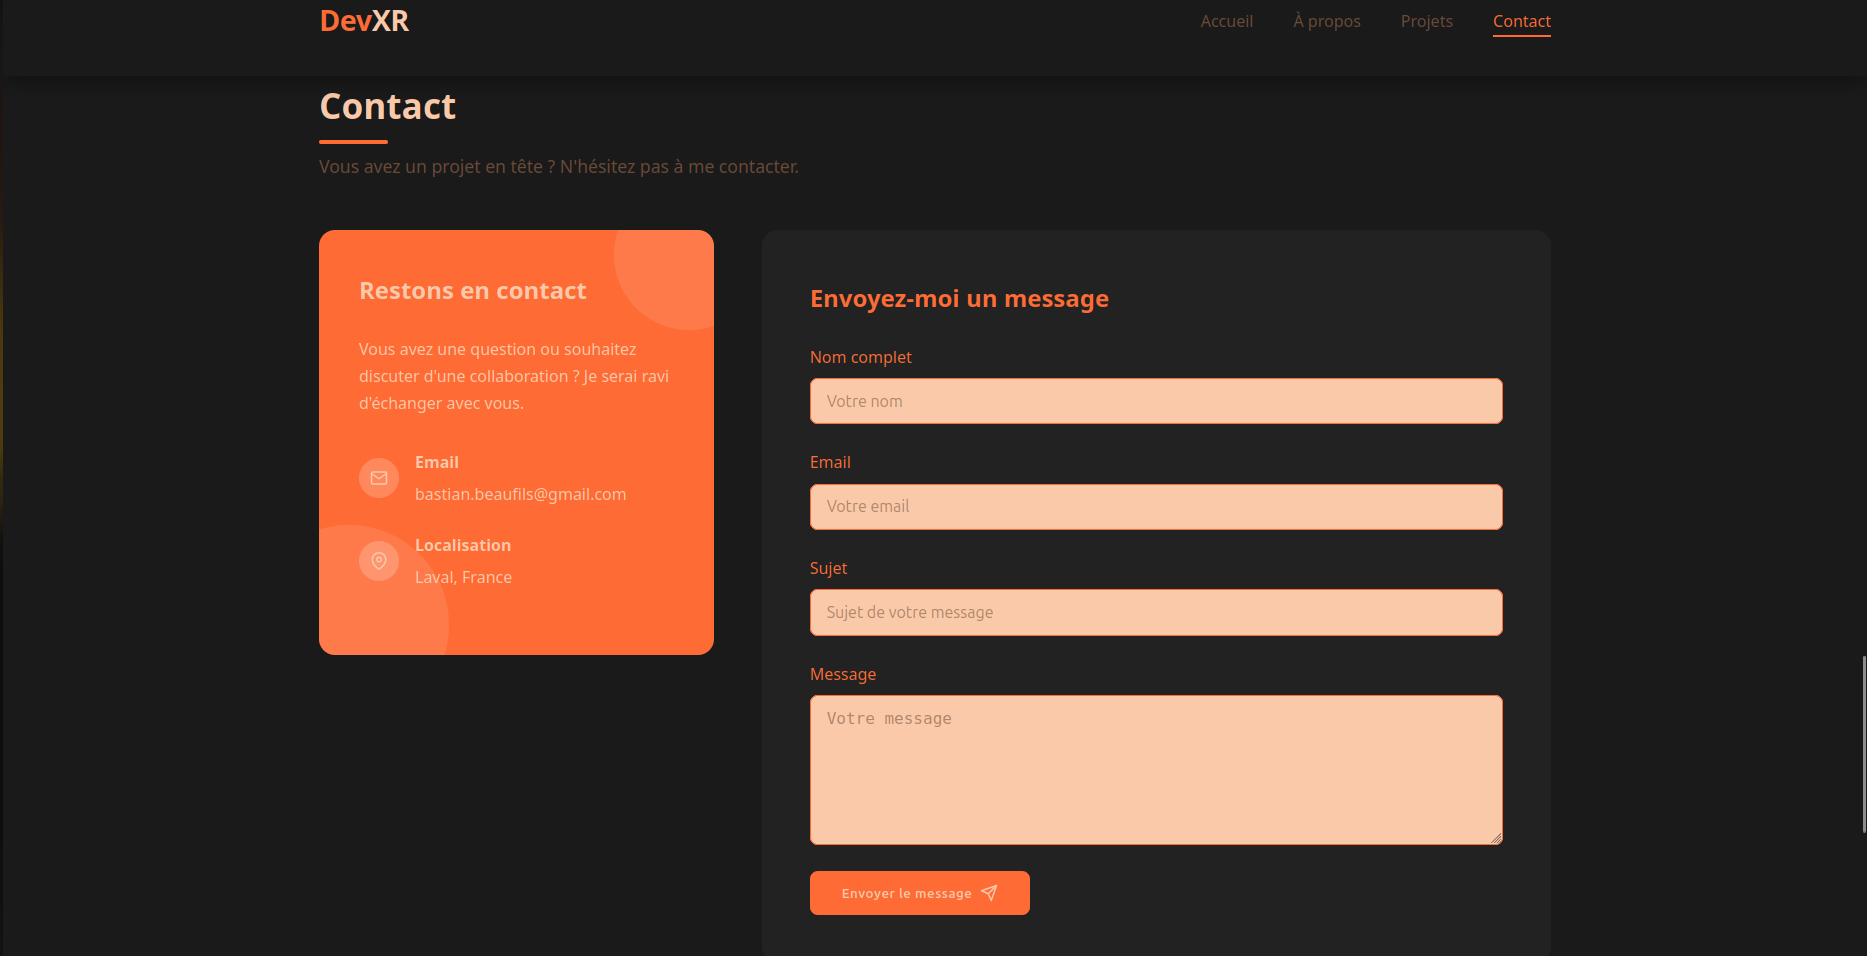 DevXR
Accueil À propos Projets Contact
Contact
Vous avez un projet en tête ? N'hésitez pas à me contacter.
Restons en contact
Vous avez une question ou souhaitez
discuter d'une collaboration ? Je serai ravi
d'échanger avec vous.
Email
bastian.beaufils@gmail.com
Localisation
Laval, France
Envoyez-moi un message
Nom complet
Votre nom
Email
Votre email
Sujet
Sujet de votre message
Message
Votre message
Envoyer le message